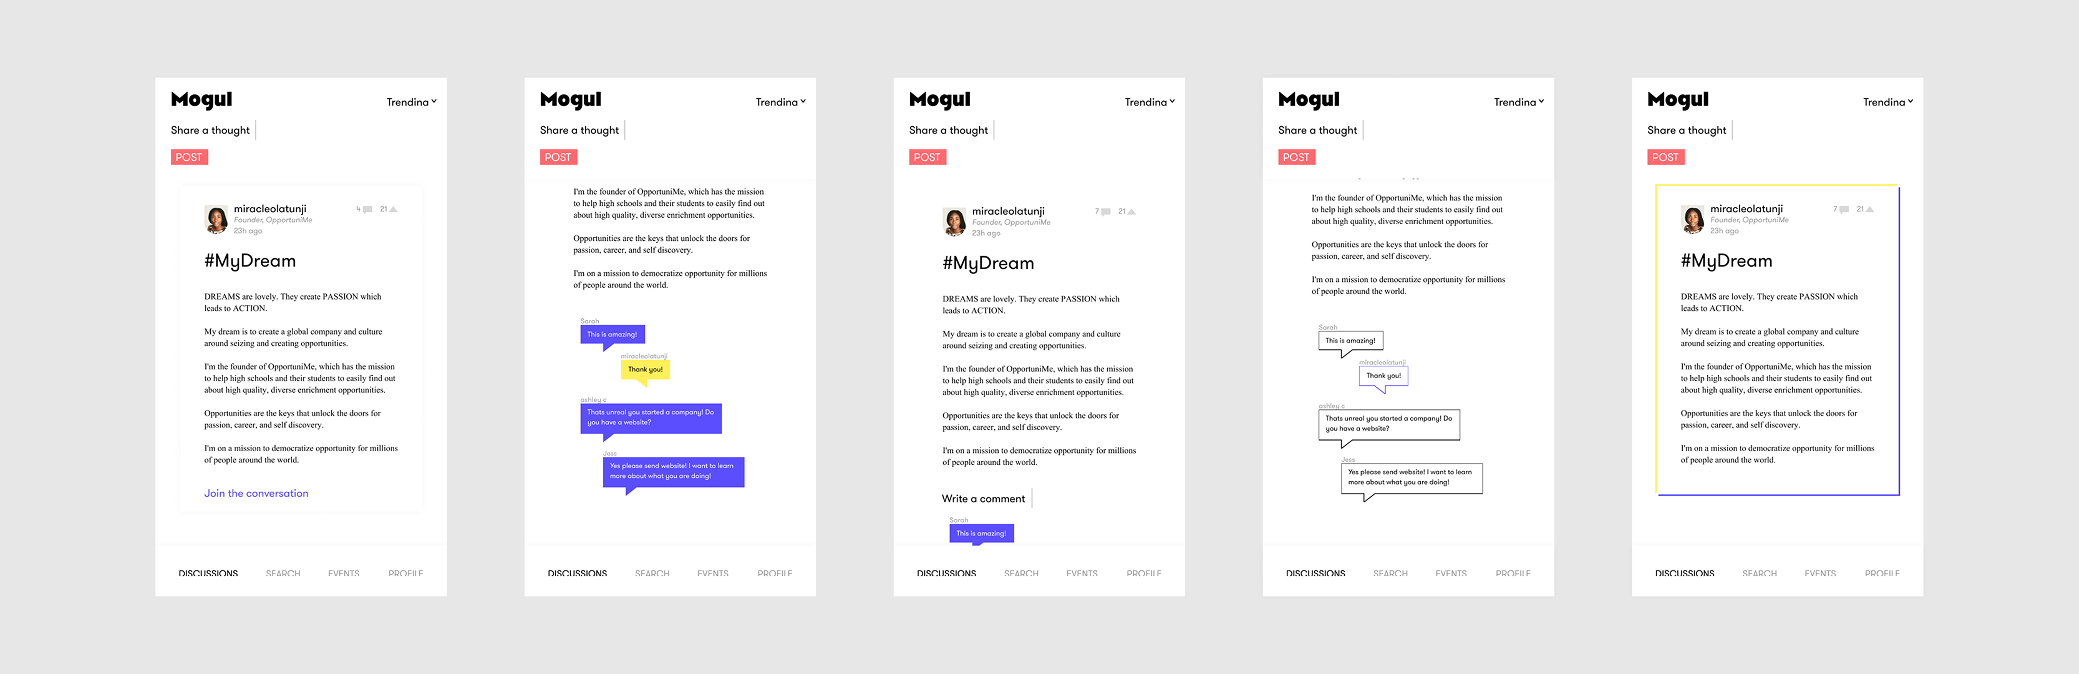 Mogul
Trending
Share a thought
POST
miraclelolatunji
Founder, OpportuniMe
23h ago
4
21
#MyDream
DREAMS are lovely. They create PASSION which
leads to ACTION.
My dream is to create a global company and culture
around seizing and creating opportunities.
I'm the founder of OpportuniMe, which has the mission
to help high schools and their students to easily find out
about high quality, diverse enrichment opportunities.
Opportunities are the keys that unlock the doors for
passion, career, and self discovery.
I'm on a mission to democratize opportunity for millions
of people around the world.
Join the conversation
DISCUSSIONS
SEARCH
EVENTS
PROFILE
Mogul
Trending
Share a thought
POST
I'm the founder of OpportuniMe, which has the mission
to help high schools and their students to easily find out
about high quality, diverse enrichment opportunities.
Opportunities are the keys that unlock the doors for
passion, career, and self discovery.
I'm on a mission to democratize opportunity for millions
of people around the world.
Sarah
This is amazing!
miracleolatunji
Thank you!
ashley c
Thats unreal you started a company! Do
you have a website?
Jess
Yes please send website! I want to learn
more about what you are doing!
DISCUSSIONS
SEARCH
EVENTS
PROFILE
Mogul
Trending
Share a thought
POST
miracleolatunji
Founder, OpportuniMe
23h ago
7
21
#MyDream
DREAMS are lovely. They create PASSION which
leads to ACTION.
My dream is to create a global company and culture
around seizing and creating opportunities.
I'm the founder of OpportuniMe, which has the mission
to help high schools and their students to easily find out
about high quality, diverse enrichment opportunities.
Opportunities are the keys that unlock the doors for
passion, career, and self discovery.
I'm on a mission to democratize opportunity for millions
of people around the world.
Write a comment
Sarah
This is amazing!
DISCUSSIONS
SEARCH
EVENTS
PROFILE
Mogul
Trending
Share a thought
POST
I'm the founder of OpportuniMe, which has the mission
to help high schools and their students to easily find out
about high quality, diverse enrichment opportunities.
Opportunities are the keys that unlock the doors for
passion, career, and self discovery.
I'm on a mission to democratize opportunity for millions
of people around the world.
Sarah
This is amazing!
miracleolatunji
Thank you!
ashley c
Thats unreal you started a company! Do
you have a website?
Jess
Yes please send website! I want to learn
more about what you are doing!
DISCUSSIONS
SEARCH
EVENTS
PROFILE
Mogul
Trending
Share a thought
POST
miracleolatunji
Founder, OpportuniMe
23h ago
7
21
#MyDream
DREAMS are lovely. They create PASSION which
leads to ACTION.
My dream is to create a global company and culture
around seizing and creating opportunities.
I'm the founder of OpportuniMe, which has the mission
to help high schools and their students to easily find out
about high quality, diverse enrichment opportunities.
Opportunities are the keys that unlock the doors for
passion, career, and self discovery.
I'm on a mission to democratize opportunity for millions
of people around the world.
DISCUSSIONS
SEARCH
EVENTS
PROFILE